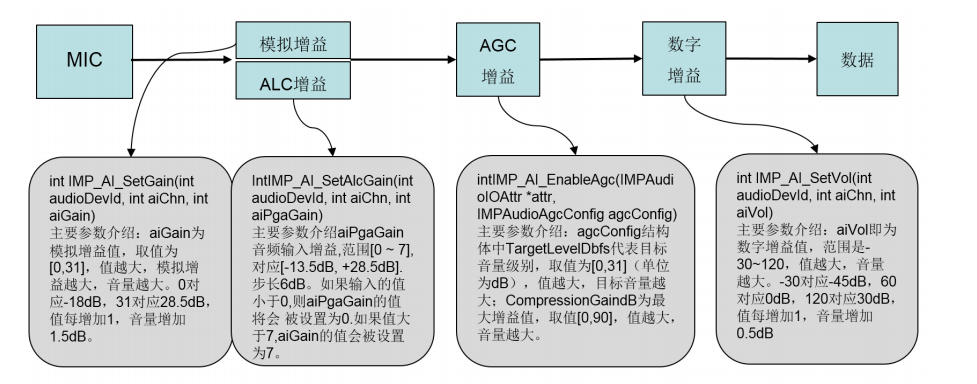 MIC
模拟增益
ALC增益
AGC
增益
数字
增益
数据
int IMP_AI_SetGain(int
audioDevId, int aiChn, int
aiGain)
主要参数介绍：aiGain为
模拟增益值，取值为
[0,31]，值越大，模拟增
益越大，音量越大。0对
应-18dB，31对应28.5dB，
值每增加1，音量增加
1.5dB。
IntIMP_AI_SetAlcGain(int
audioDevId, int aiChn, int
aiPgaGain)
主要参数介绍aiPgaGain
音频输入增益,范围[0 ~ 7],
对应[-13.5dB, +28.5dB].
步长6dB。如果输入的值
小于0,则aiPgaGain的值
将会 被设置为0.如果值大
于7,aiGain的值会被设置
为7。
intIMP_AI_EnableAgc(IMPAudi
oIOAttr *attr,
IMPAudioAgcConfig agcConfig)
主要参数介绍：agcConfig结构
体中TargetLevelDbfs代表目标
音量级别，取值为[0,31]（单位
为dB），值越大，目标音量越
大；CompressionGaindB为最
大增益值，取值[0,90]，值越大，
音量越大。
int IMP_AI_SetVol(int
audioDevId, int aiChn, int
aiVol)
主要参数介绍：aiVol即为
数字增益值，范围是-
30~120，值越大，音量
越大。-30对应-45dB，60
对应0dB，120对应30dB，
值每增加1，音量增加
0.5dB